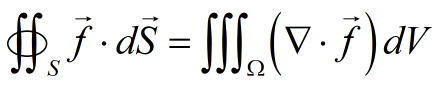 ∯_S f⃗ · dS⃗ = ∭_Ω (∇ · f⃗) dV